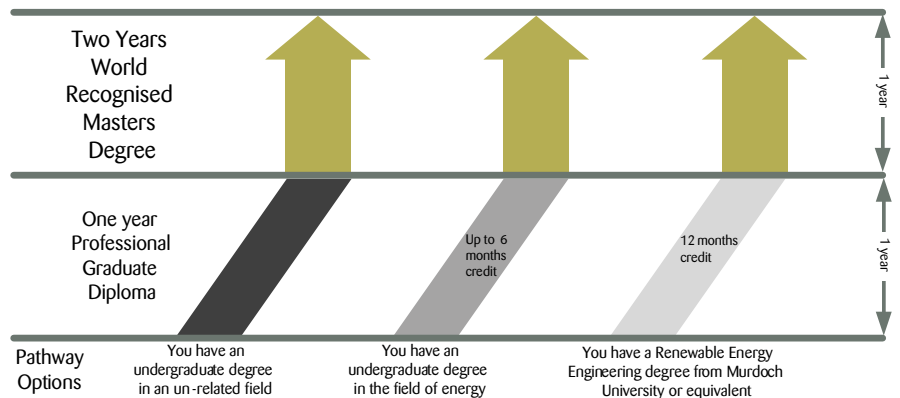 Two Years
World
Recognised
Masters
Degree
1 year
One year
Professional
Graduate
Diploma
Up to 6
months
credit
12 months
credit
1 year
Pathway
Options
You have an
undergraduate degree
in an un-related field
You have an
undergraduate degree
in the field of energy
You have a Renewable Energy
Engineering degree from Murdoch
University or equivalent